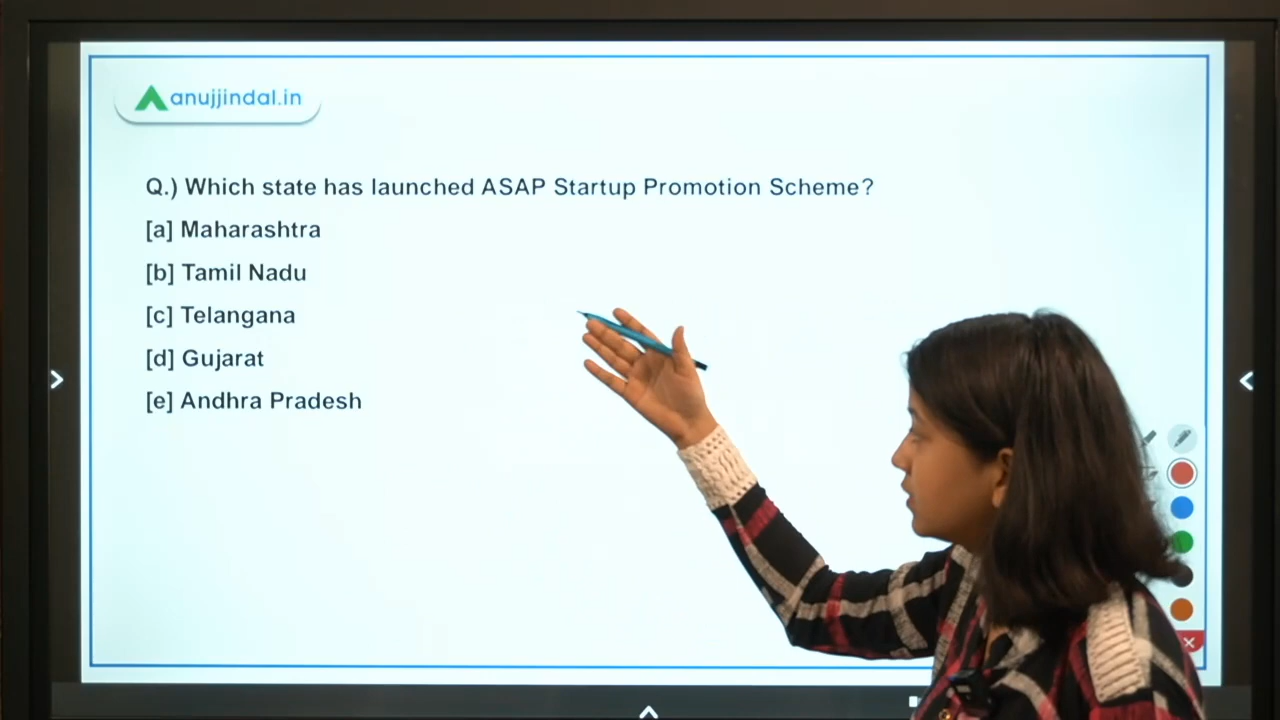 anujjindal.in
Q.) Which state has launched ASAP Startup Promotion Scheme?
[a] Maharashtra
[b] Tamil Nadu
[c] Telangana
[d] Gujarat
[e] Andhra Pradesh